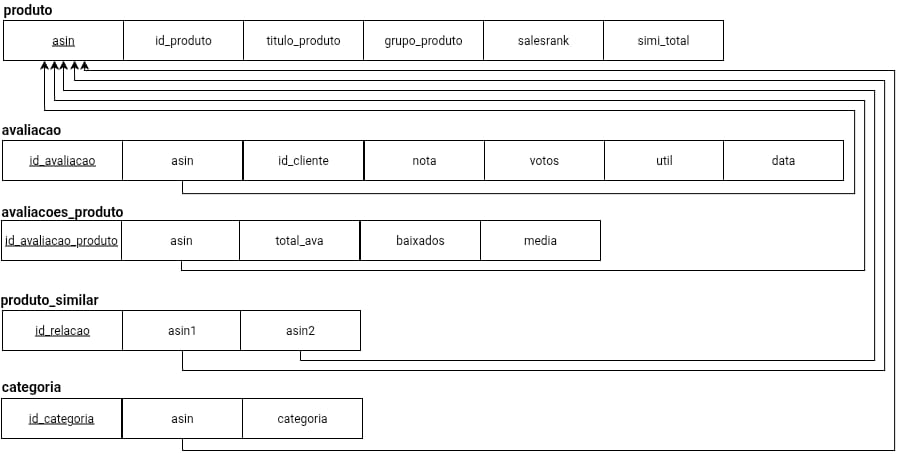 produto
asin id_produto titulo_produto grupo_produto salesrank simi_total
avaliacao
id_avaliacao asin id_cliente nota votos util data
avaliacoes_produto
id_avaliacao_produto asin total_ava baixados media
produto_similar
id_relacao asin1 asin2
categoria
id_categoria asin categoria